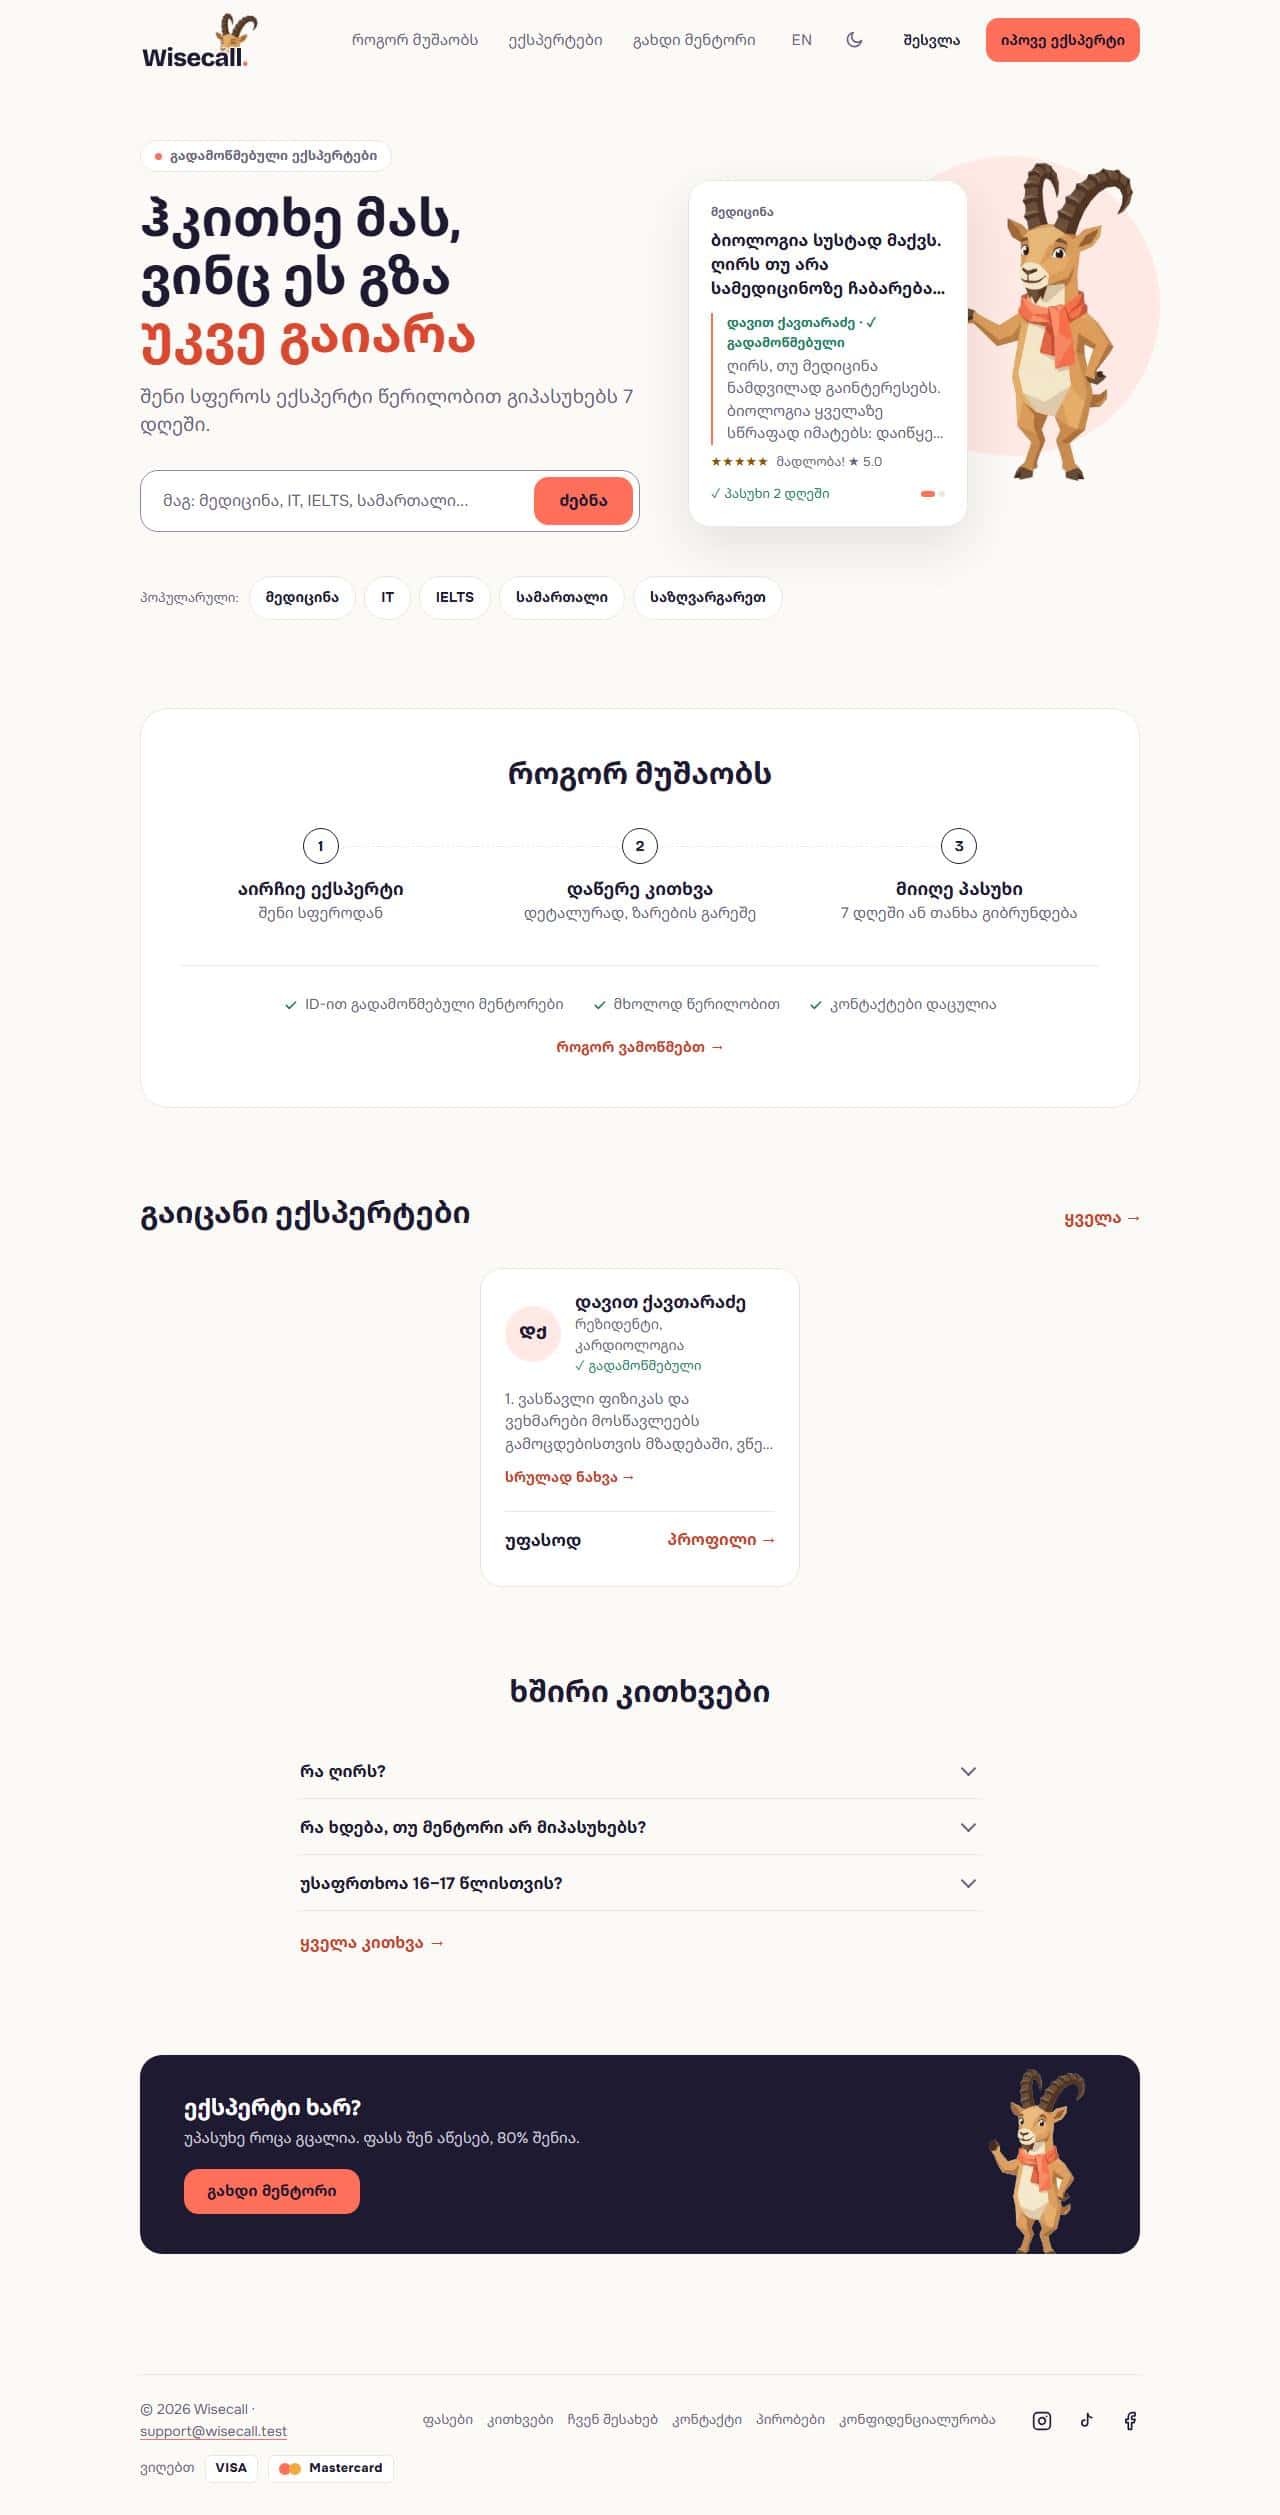 Wisecall.
როგორ მუშაობს
ექსპერტები
გახდი მენტორი
EN
შესვლა
იპოვე ექსპერტი
გადამოწმებული ექსპერტები
ჰკითხე მას,
ვინც ეს გზა
უკვე გაიარა
შენი სფეროს ექსპერტი წერილობით გიპასუხებს 7
დღეში.
მაგ: მედიცინა, IT, IELTS, სამართალი...
ძებნა
მედიცინა
ბიოლოგია სუსტად მაქვს.
ღირს თუ არა
სამედიცინოზე ჩაბარება...
დავით ქავთარაძე · ✓
გადამოწმებული
ღირს, თუ მედიცინა
ნამდვილად გაინტერესებს.
ბიოლოგია ყველაზე
სწრაფად იმატებს: დაიწყე...
★★★★★ მადლობა! ★ 5.0
✓ პასუხი 2 დღეში
პოპულარული:
მედიცინა
IT
IELTS
სამართალი
საზღვარგარეთ
როგორ მუშაობს
1
2
3
აირჩიე ექსპერტი
დაწერე კითხვა
მიიღე პასუხი
შენი სფეროდან
დეტალურად, ზარების გარეშე
7 დღეში ან თანხა გიბრუნდება
✓ ID-ით გადამოწმებული მენტორები
✓ მხოლოდ წერილობით
✓ კონტაქტები დაცულია
როგორ ვამოწმებთ →
გაიცანი ექსპერტები
ყველა →
დქ
დავით ქავთარაძე
რეზიდენტი,
კარდიოლოგია
✓ გადამოწმებული
1. ვასწავლი ფიზიკას და
ვეხმარები მოსწავლეებს
გამოცდებისთვის მზადებაში, ვწე...
სრულად ნახვა →
უფასოდ
პროფილი →
ხშირი კითხვები
რა ღირს?
რა ხდება, თუ მენტორი არ მიპასუხებს?
უსაფრთხოა 16–17 წლისთვის?
ყველა კითხვა →
ექსპერტი ხარ?
უპასუხე როცა გცალია. ფასს შენ აწესებ, 80% შენია.
გახდი მენტორი
© 2026 Wisecall ·
support@wisecall.test
ფასები
კითხვები
ჩვენ შესახებ
კონტაქტი
პირობები
კონფიდენციალურობა
ვიღებთ
VISA
Mastercard